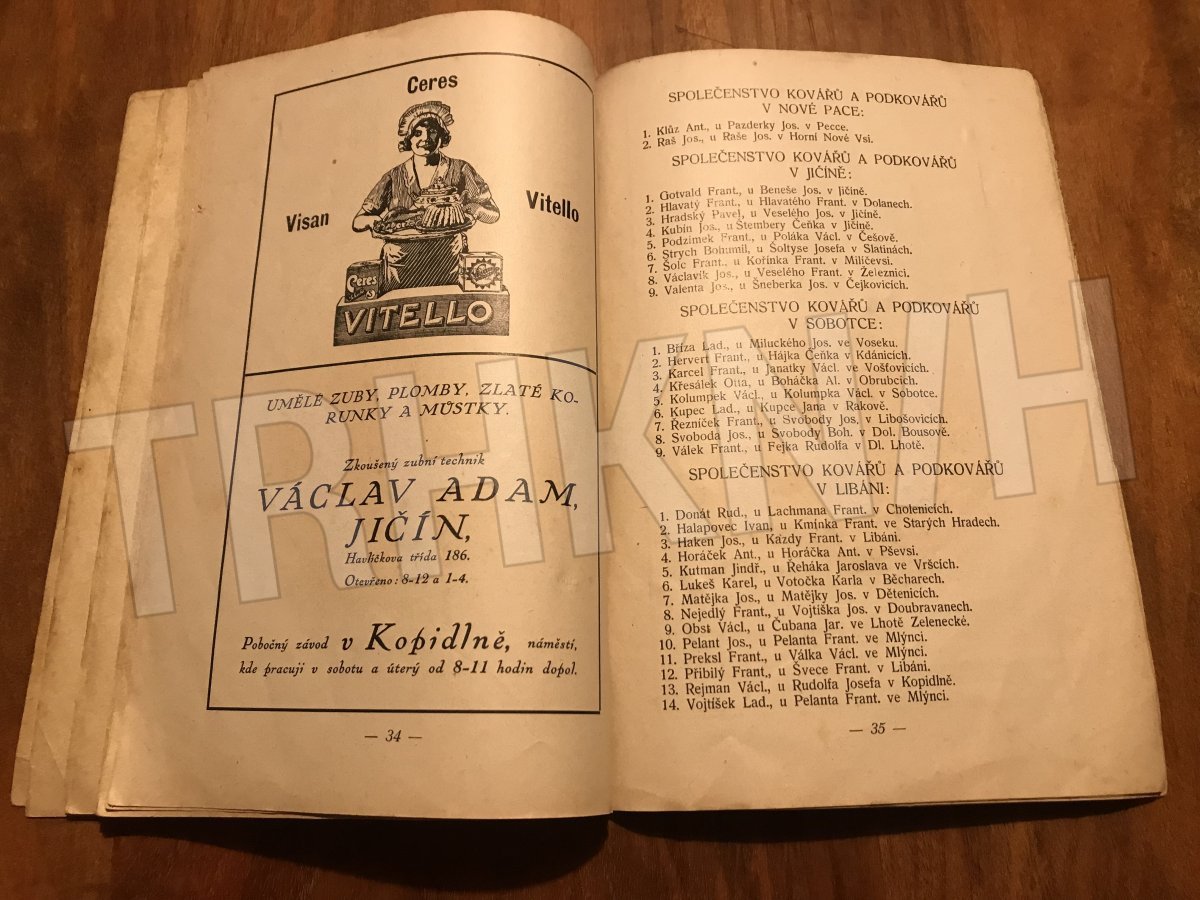 Ceres
Visan
Vitello
Ceres
VITELLO
UMĚLÉ ZUBY, PLOMBY, ZLATÉ KO-
RUNKY A MŮSTKY.
Zkoušený zubní technik
VÁCLAV ADAM,
JIČÍN,
Havlíčkova třída 186.
Otevřeno: 8-12 a 1-4.
Pobočný závod v Kopidlně, náměstí,
kde pracuji v sobotu a úterý od 8-11 hodin dopol.
— 34 —
SPOLEČENSTVO KOVÁŘŮ A PODKOVÁŘŮ
V NOVÉ PACE:
1. Klůz Ant., u Pazderky Jos. v Pecce.
2. Raš Jos., u Raše Jos. v Horní Nové Vsi.
SPOLEČENSTVO KOVÁŘŮ A PODKOVÁŘŮ
V JIČÍNĚ:
1. Gotvald Frant., u Beneše Jos. v Jičíně.
2. Hlavatý Frant., u Hlavatého Frant. v Dolanech.
3. Hradský Pavel, u Veselého Jos. v Jičíně.
4. Kubín Jos., u Štembery Čeňka v Jičíně.
5. Podzimek Frant., u Poláka Václ. v Češově.
6. Strych Bohumil, u Šoltyse Josefa v Slatinách.
7. Šolc Frant., u Kořínka Frant. v Miličevsi.
8. Václavík Jos., u Veselého Frant. v Železnici.
9. Valenta Jos., u Šneberka Jos. v Čejkovicích.
SPOLEČENSTVO KOVÁŘŮ A PODKOVÁŘŮ
V SOBOTCE:
1. Bříza Lad., u Miluckého Jos. ve Voseku.
2. Hervert Frant., u Hájka Čeňka v Kdánicích.
3. Karcel Frant., u Janatky Václ. ve Vošťovicích.
4. Křesálek Otta, u Boháčka Al. v Obrubcích.
5. Kolumpek Václ., u Kolumpka Václ. v Sobotce.
6. Kupec Lad., u Kupce Jana v Rakově.
7. Řezníček Frant., u Svobody Jos. v Libošovicích.
8. Svoboda Jos., u Svobody Boh. v Dol. Bousově.
9. Válek Frant., u Fejka Rudolfa v Dl. Lhotě.
SPOLEČENSTVO KOVÁŘŮ A PODKOVÁŘŮ
V LIBÁNI:
1. Donát Rud., u Lachmana Frant. v Chotěnicích.
2. Halapovec Ivan, u Kmínka Frant. ve Starých Hradech.
3. Haken Jos., u Kazdy Frant. v Libáni.
4. Horáček Ant., u Horáčka Ant. v Pševsi.
5. Kutman Jindř., u Řeháka Jaroslava ve Vršcích.
6. Lukeš Karel, u Votočka Karla v Běcharech.
7. Matějka Jos., u Matějky Jos. v Dětenicích.
8. Nejedlý Frant., u Vojtíška Jos. v Doubravanech.
9. Obst Václ., u Čubana Jar. ve Lhotě Zelenecké.
10. Pelant Jos., u Pelanta Frant. ve Mlýnci.
11. Preksl Frant., u Válka Václ. ve Mlýnci.
12. Přibilý Frant., u Švece Frant. v Libáni.
13. Rejman Václ., u Rudolfa Josefa v Kopidlně.
14. Vojtíšek Lad., u Pelanta Frant. ve Mlýnci.
— 35 —
TRHKNIH